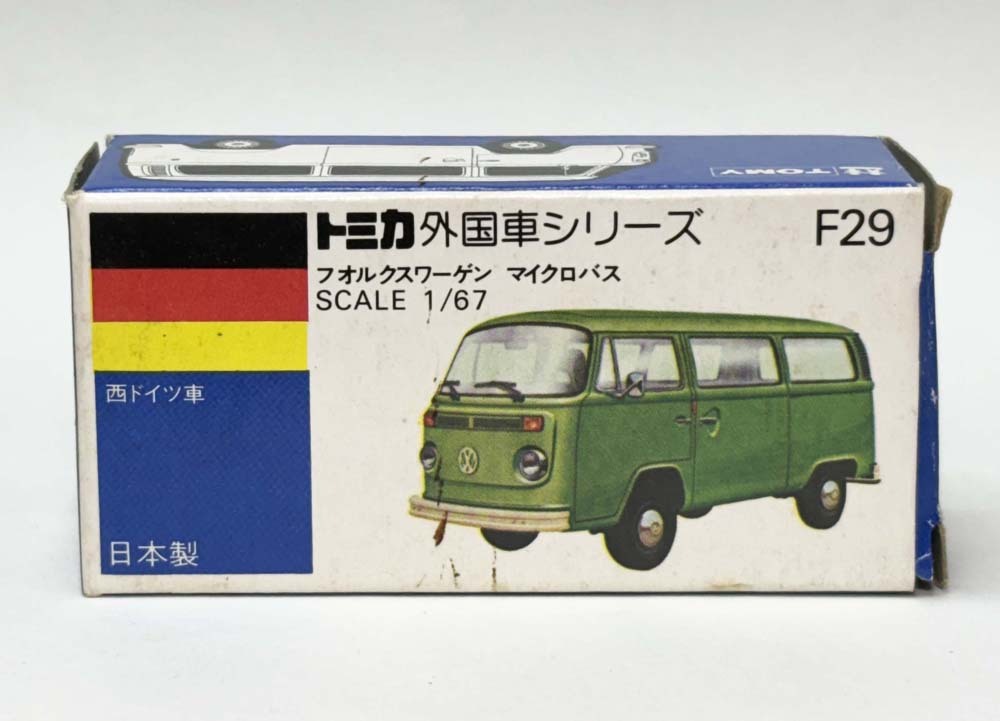 TOMY
トミカ外国車シリーズ F29
フオルクスワーゲン マイクロバス
SCALE 1/67
西ドイツ車
日本製